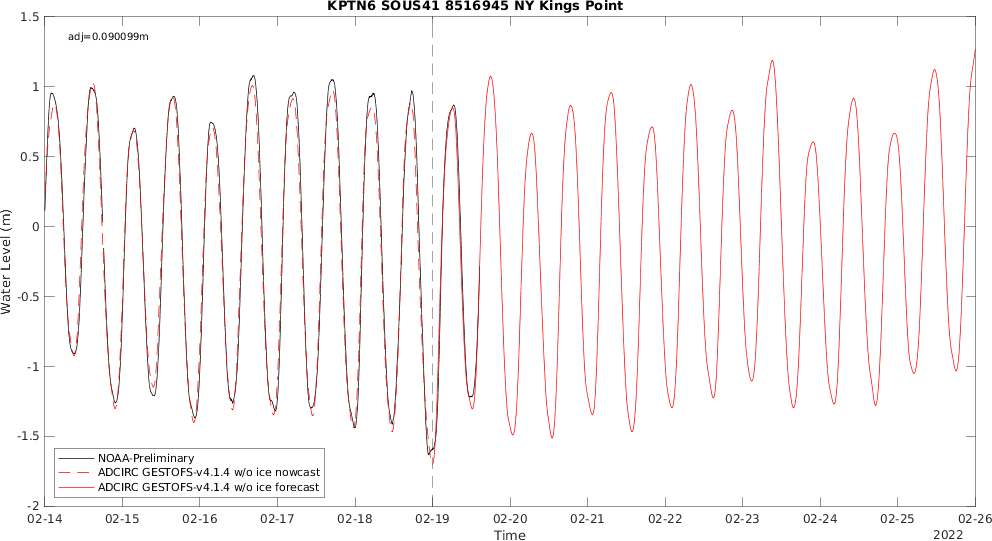 KPTN6 SOUS41 8516945 NY Kings Point
adj=0.090099m
1.5
1
0.5
0
-0.5
-1
-1.5
-2
Water Level (m)
NOAA-Preliminary
ADCIRC GESTOFS-v4.1.4 w/o ice nowcast
ADCIRC GESTOFS-v4.1.4 w/o ice forecast
02-14 02-15 02-16 02-17 02-18 02-19 02-20 02-21 02-22 02-23 02-24 02-25 02-26
Time
2022